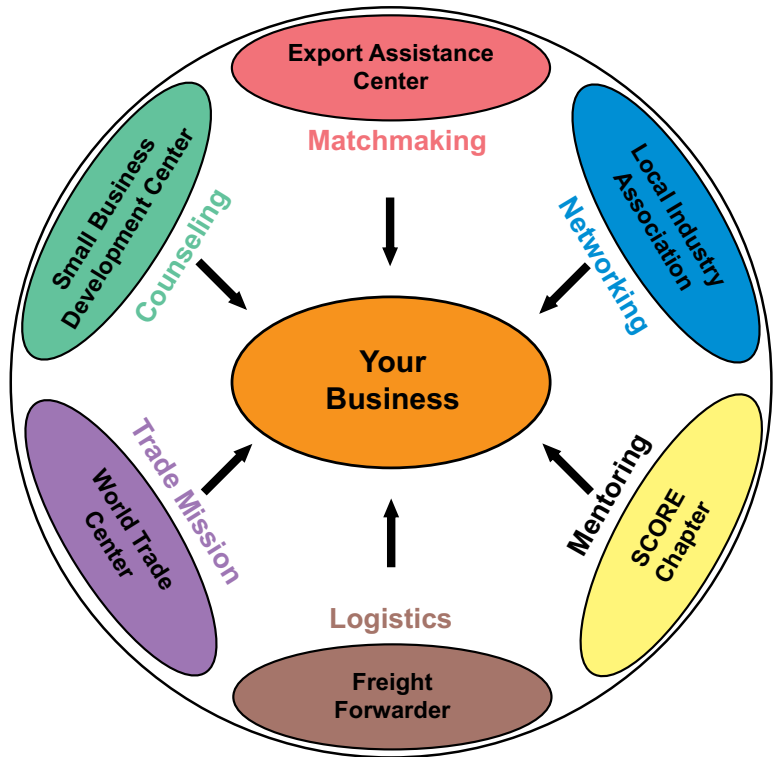 Export Assistance
Center
Matchmaking
Local Industry
Association
Networking
Small Business
Development Center
Counseling
Your
Business
World Trade
Center
Trade Mission
Mentoring
SCORE
Chapter
Logistics
Freight
Forwarder